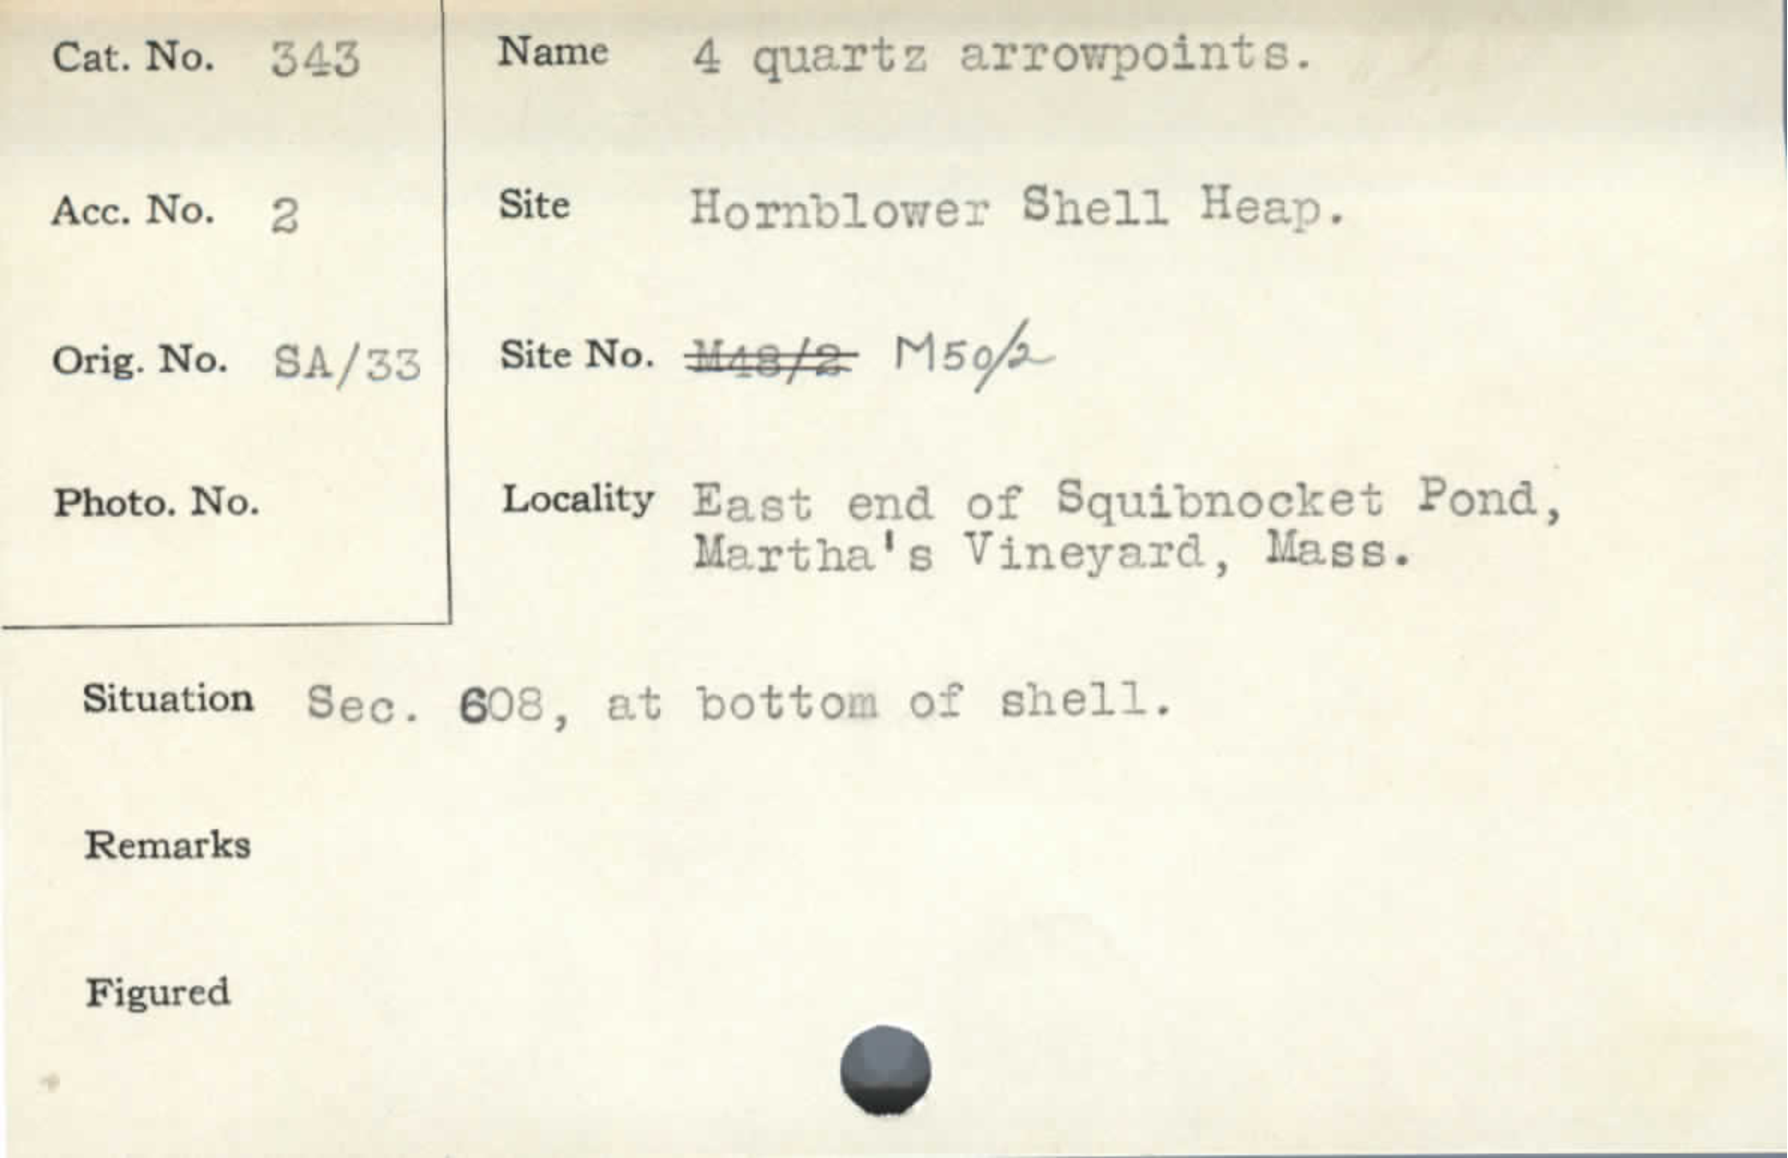 Cat. No. 343
Name 4 quartz arrowpoints.
Acc. No. 2
Site Hornblower Shell Heap.
Orig. No. SA/33
Site No. M48/2 M50/2
Photo. No.
Locality East end of Squibnocket Pond,
Martha's Vineyard, Mass.
Situation Sec. 608, at bottom of shell.
Remarks
Figured